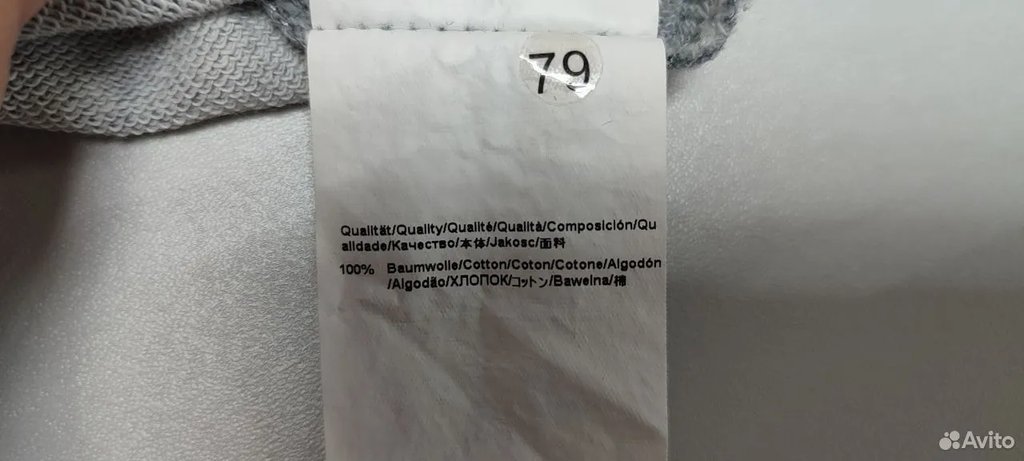 79
Qualität/Quality/Qualité/Qualità/Composición/Qu
alidade/Качество/本体/Jakosc/面料
100% Baumwolle/Cotton/Coton/Cotone/Algodón
/Algodão/ХЛОПОК/コットン/Bawelna/棉
Avito